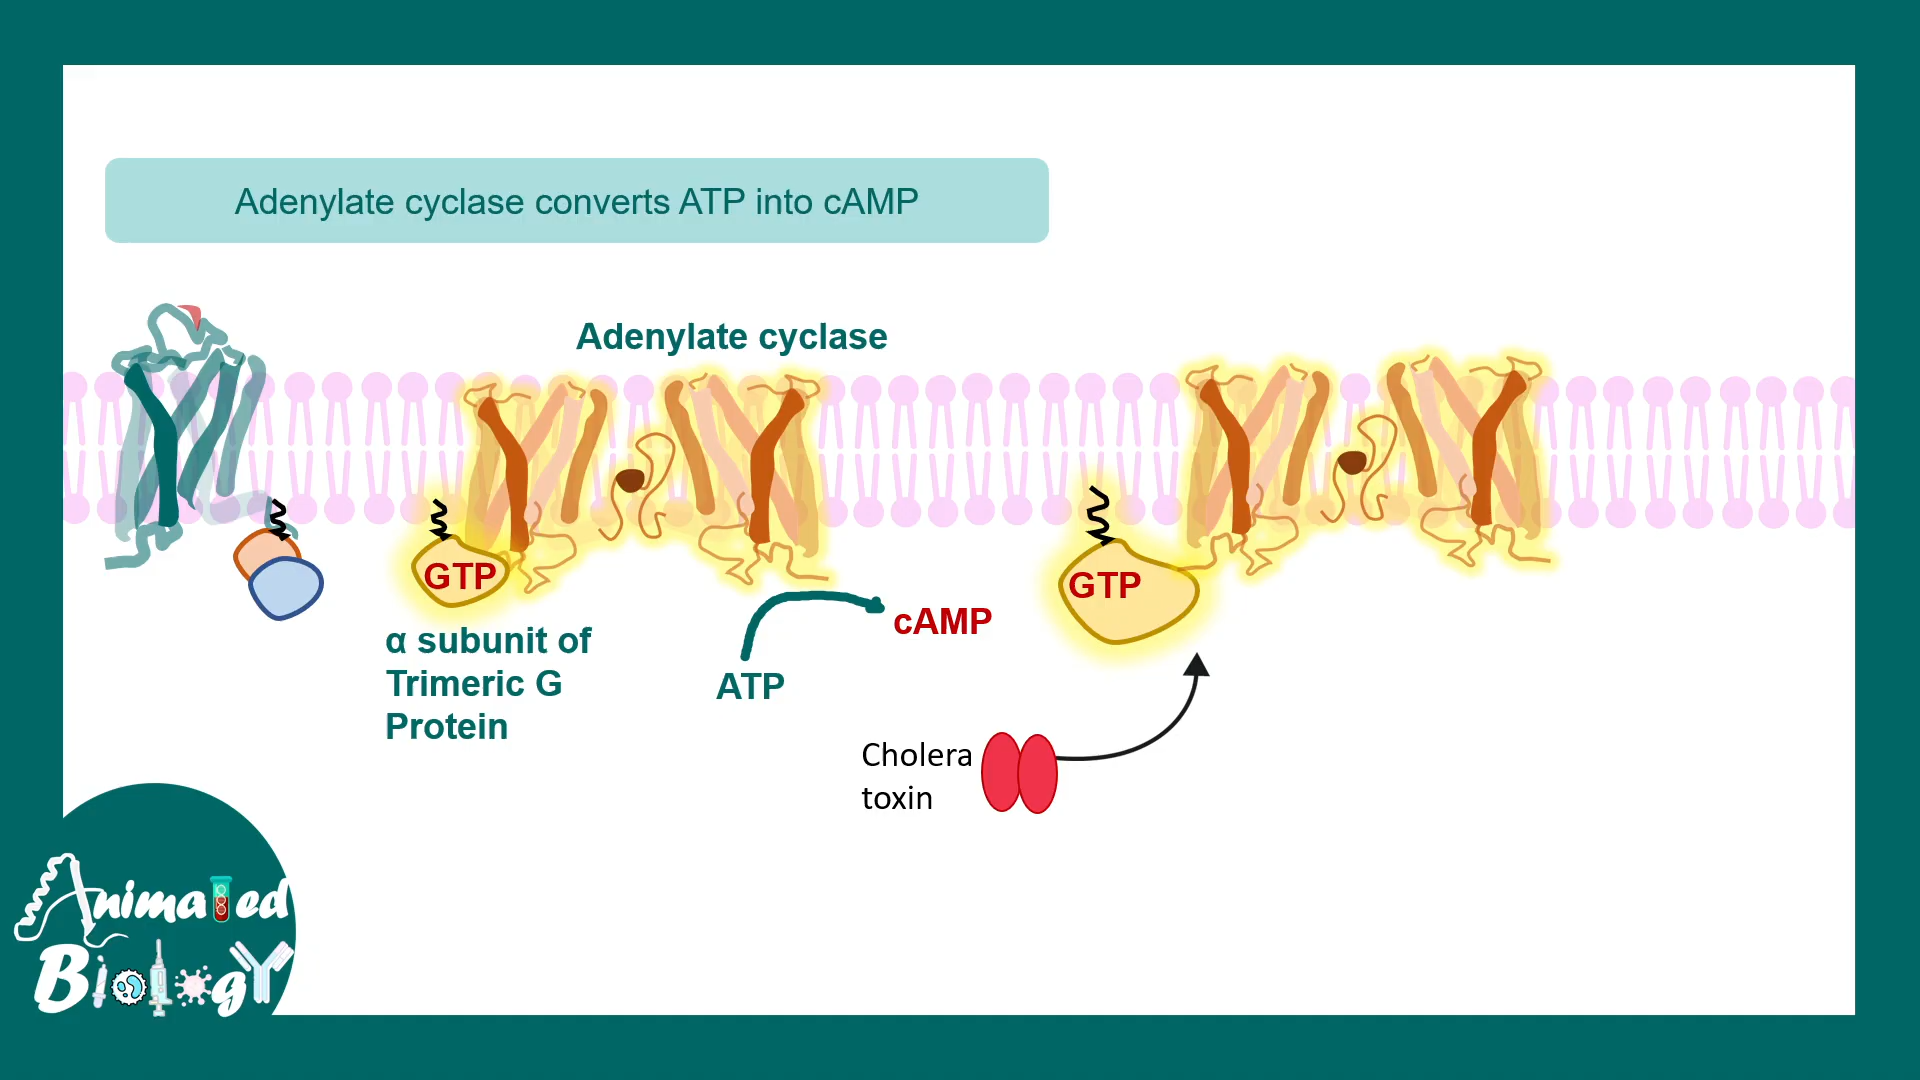 Adenylate cyclase converts ATP into cAMP
Adenylate cyclase
GTP
α subunit of
Trimeric G
Protein
ATP
cAMP
GTP
Cholera
toxin
Animated
Biology